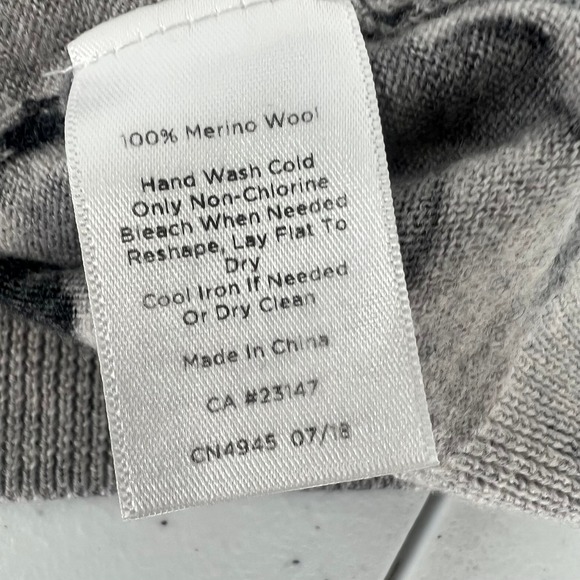 100% Merino Wool
Hand Wash Cold
Only Non-Chlorine
Bleach When Needed
Reshape, Lay Flat To
Dry
Cool Iron If Needed
Or Dry Clean
Made In China
CA #23147
CN4945 07/18